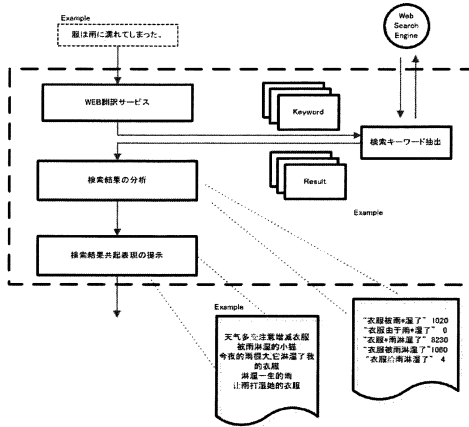 Example
服は雨に濡れてしまった。
Web
Search
Engine
WEB翻訳サービス
Keyword
検索キーワード抽出
検索結果の分析
Result
Example
検索結果共起表現の提示
Example
天气多变注意增减衣服
被雨淋湿的小猫
今夜的雨很大,它淋湿了我
的衣服
淋湿一生的雨
让雨打湿她的衣服
"衣服被雨*湿了" 1020
"衣服由于雨*湿了" 0
"衣服*雨淋湿了" 8230
"衣服被雨淋湿了"1080
"衣服给雨淋湿了" 4